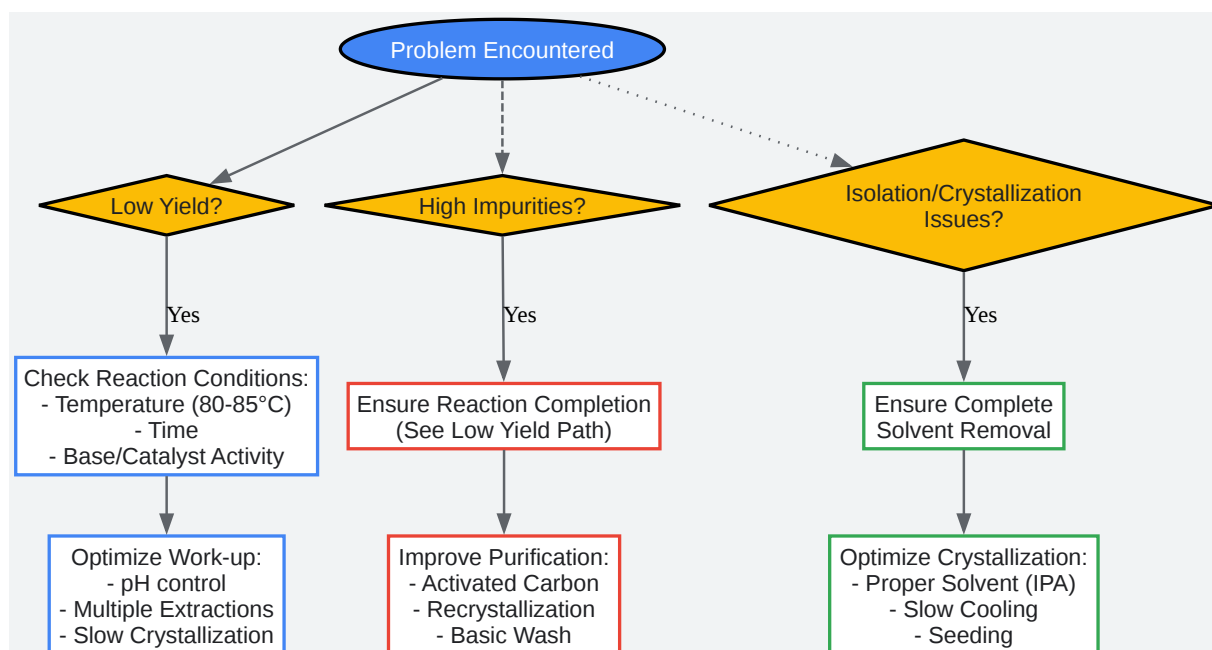 Problem Encountered
Low Yield?
High Impurities?
Isolation/Crystallization
Issues?
Yes
Yes
Yes
Check Reaction Conditions:
- Temperature (80-85°C)
- Time
- Base/Catalyst Activity
Ensure Reaction Completion
(See Low Yield Path)
Ensure Complete
Solvent Removal
Optimize Work-up:
- pH control
- Multiple Extractions
- Slow Crystallization
Improve Purification:
- Activated Carbon
- Recrystallization
- Basic Wash
Optimize Crystallization:
- Proper Solvent (IPA)
- Slow Cooling
- Seeding